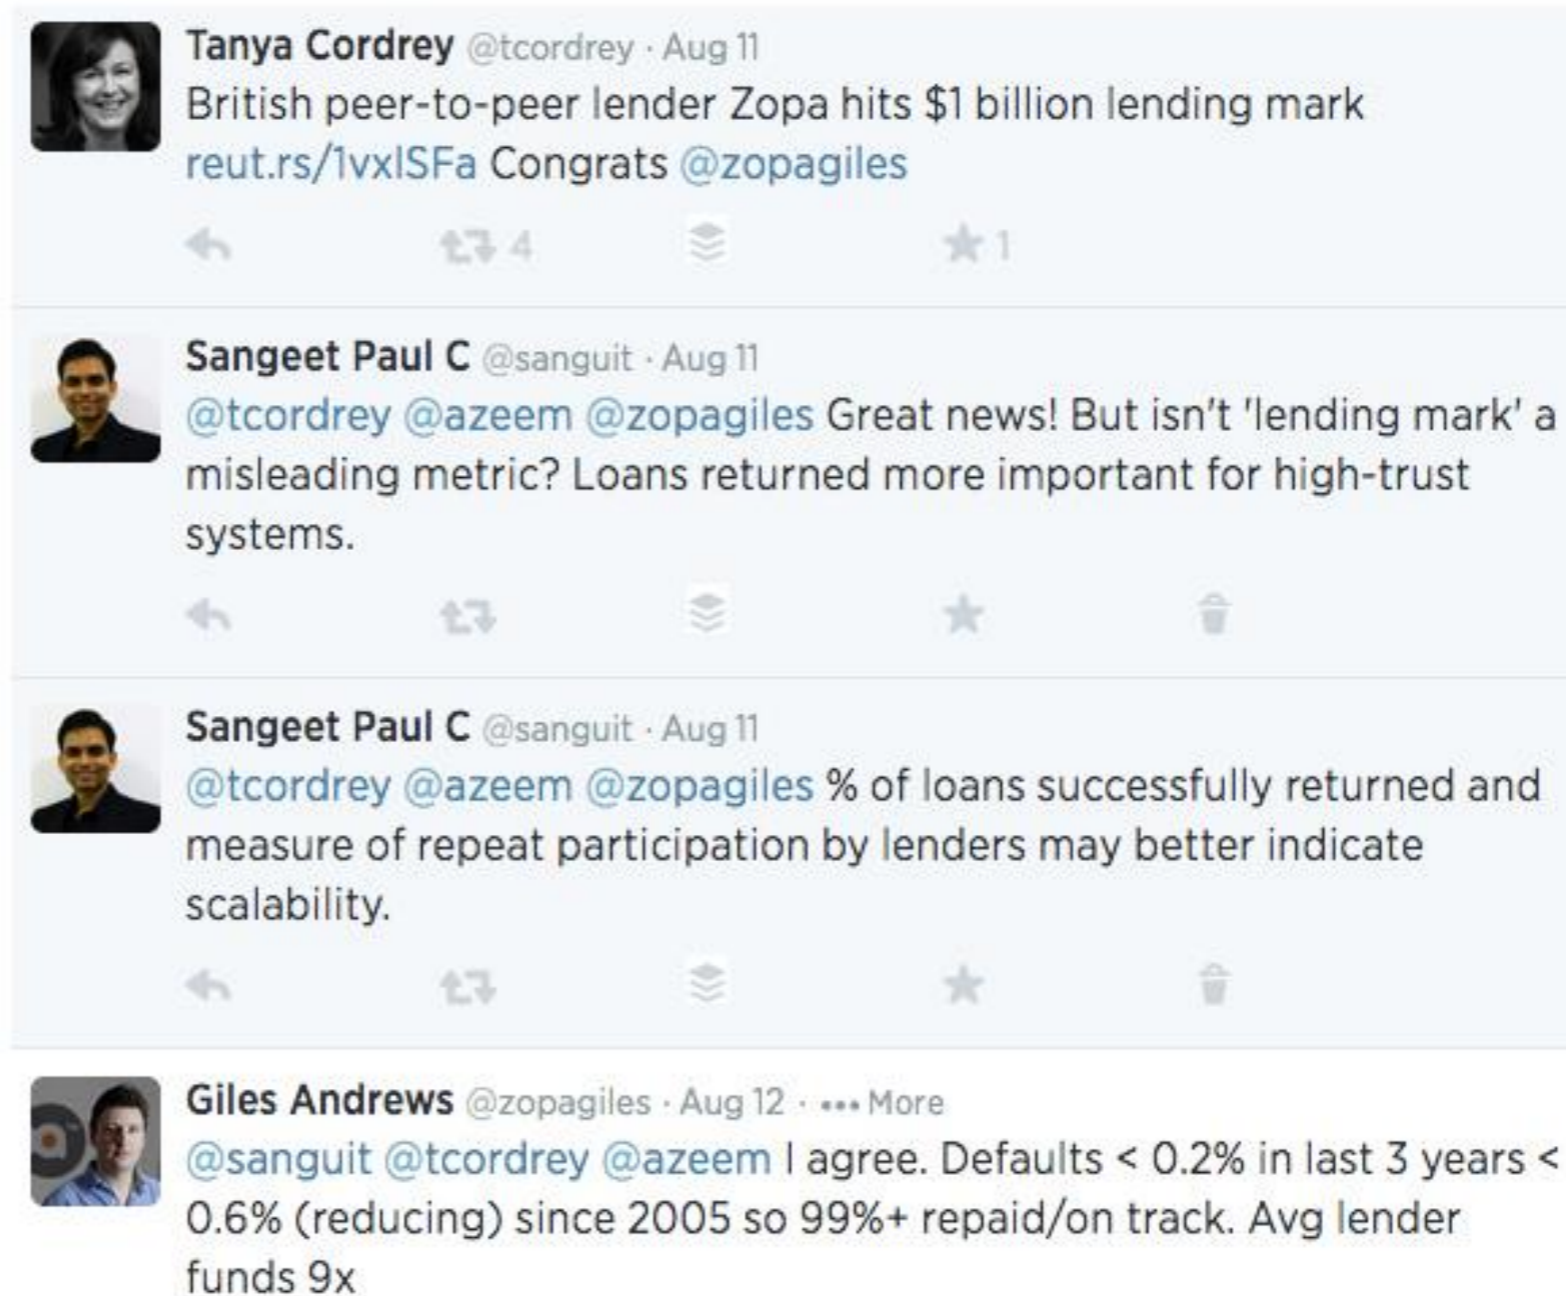 Tanya Cordrey @tcordrey · Aug 11
British peer-to-peer lender Zopa hits $1 billion lending mark
reut.rs/1vxlSFa Congrats @zopagiles
4 1
Sangeet Paul C @sanguit · Aug 11
@tcordrey @azeem @zopagiles Great news! But isn't 'lending mark' a
misleading metric? Loans returned more important for high-trust
systems.
Sangeet Paul C @sanguit · Aug 11
@tcordrey @azeem @zopagiles % of loans successfully returned and
measure of repeat participation by lenders may better indicate
scalability.
Giles Andrews @zopagiles · Aug 12 · ••• More
@sanguit @tcordrey @azeem I agree. Defaults < 0.2% in last 3 years <
0.6% (reducing) since 2005 so 99%+ repaid/on track. Avg lender
funds 9x